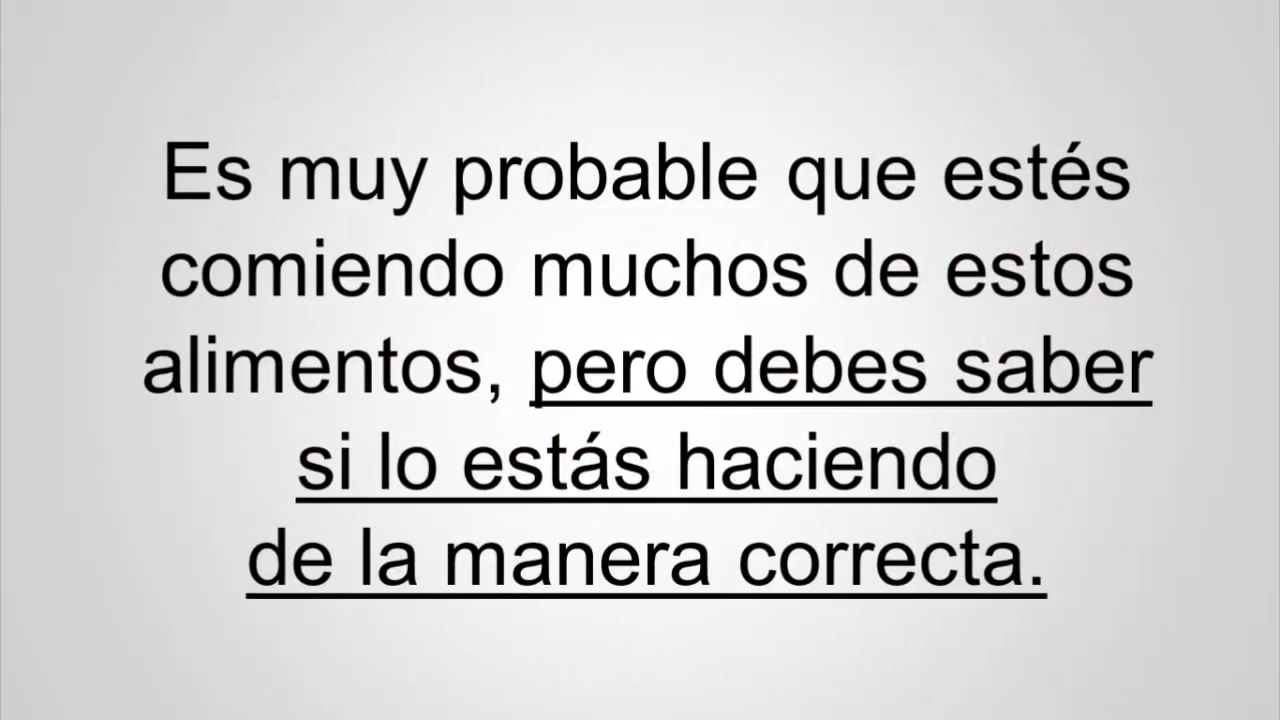 Es muy probable que estés
comiendo muchos de estos
alimentos, pero debes saber
si lo estás haciendo
de la manera correcta.